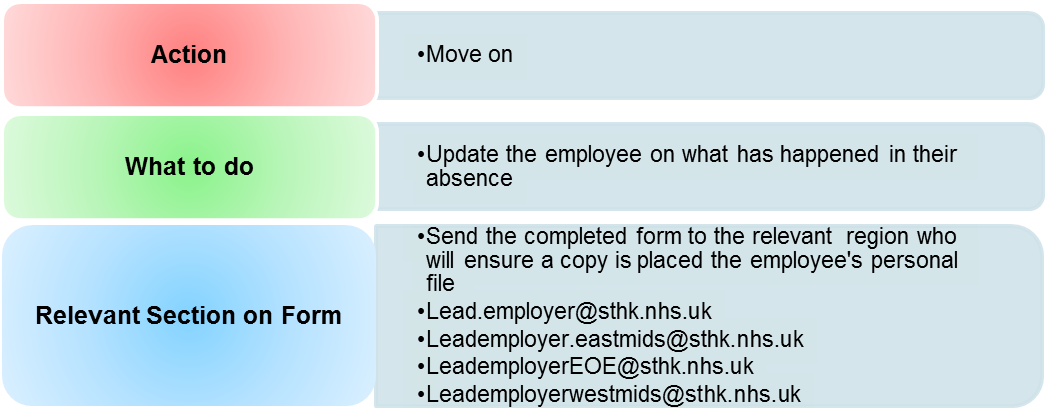 Action
•Move on
What to do
•Update the employee on what has happened in their
absence
Relevant Section on Form
•Send the completed form to the relevant region who
will ensure a copy is placed the employee's personal
file
•Lead.employer@sthk.nhs.uk
•Leademployer.eastmids@sthk.nhs.uk
•LeademployerEOE@sthk.nhs.uk
•Leademployerwestmids@sthk.nhs.uk